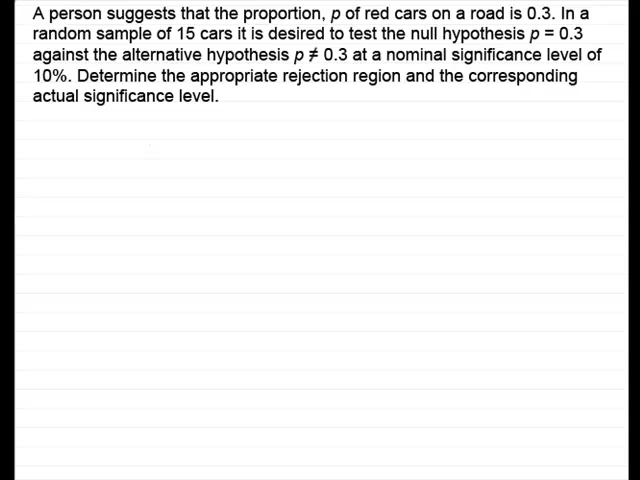 A person suggests that the proportion, p of red cars on a road is 0.3. In a
random sample of 15 cars it is desired to test the null hypothesis p = 0.3
against the alternative hypothesis p ≠ 0.3 at a nominal significance level of
10%. Determine the appropriate rejection region and the corresponding
actual significance level.